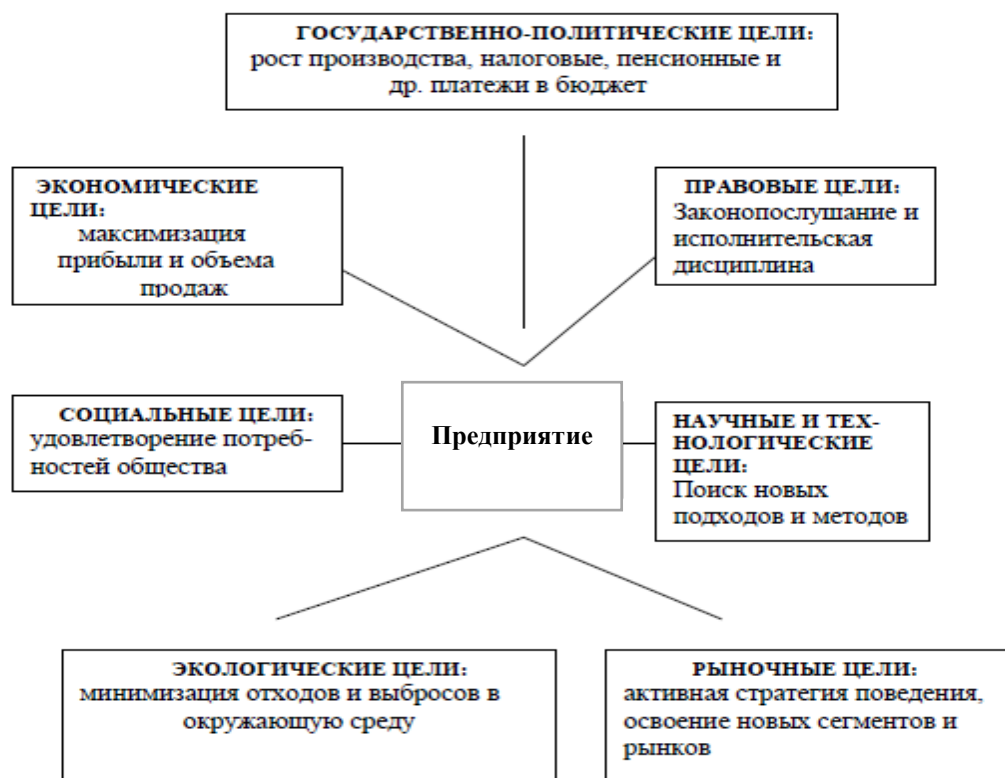 ГОСУДАРСТВЕННО-ПОЛИТИЧЕСКИЕ ЦЕЛИ:
рост производства, налоговые, пенсионные и
др. платежи в бюджет
ЭКОНОМИЧЕСКИЕ
ЦЕЛИ:
максимизация
прибыли и объема
продаж
ПРАВОВЫЕ ЦЕЛИ:
Законопослушание и
исполнительская
дисциплина
СОЦИАЛЬНЫЕ ЦЕЛИ:
удовлетворение потреб-
ностей общества
Предприятие
НАУЧНЫЕ И ТЕХ-
НОЛОГИЧЕСКИЕ
ЦЕЛИ:
Поиск новых
подходов и методов
ЭКОЛОГИЧЕСКИЕ ЦЕЛИ:
минимизация отходов и выбросов в
окружающую среду
РЫНОЧНЫЕ ЦЕЛИ:
активная стратегия поведения,
освоение новых сегментов и
рынков